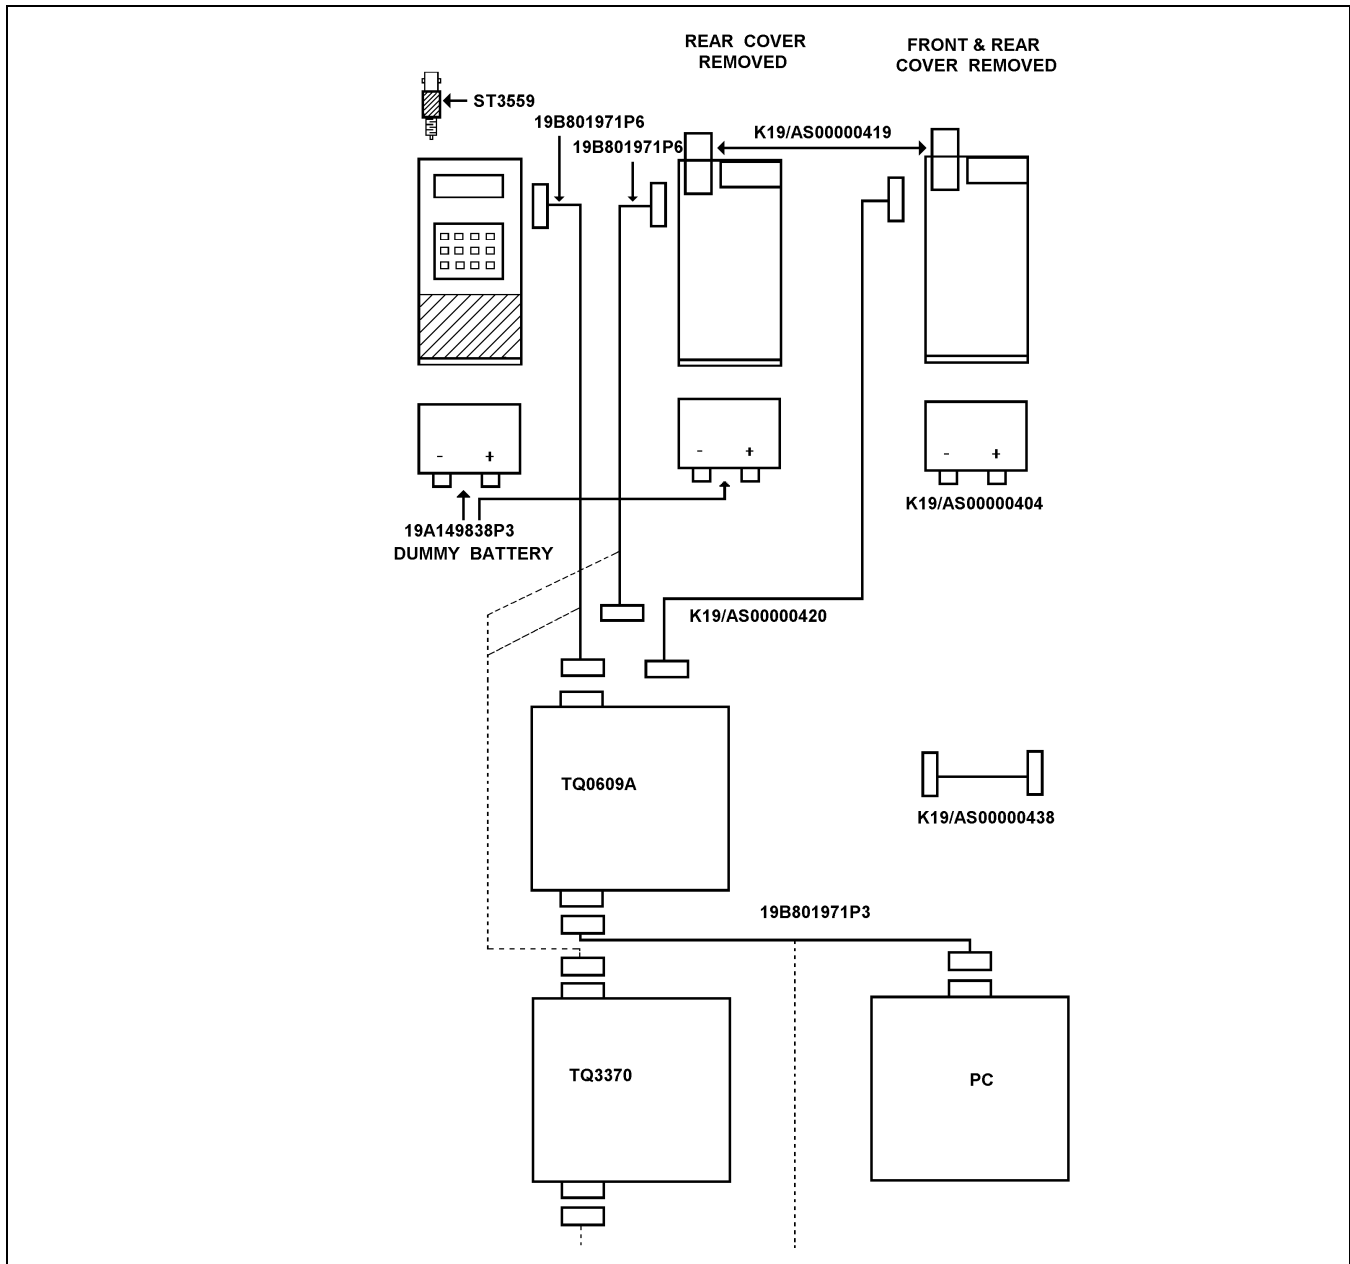 REAR COVER
REMOVED
FRONT & REAR
COVER REMOVED
ST3559
19B801971P6
19B801971P6
K19/AS00000419
- +
- +
- +
K19/AS00000404
19A149838P3
DUMMY BATTERY
K19/AS00000420
TQ0609A
K19/AS00000438
19B801971P3
TQ3370
PC